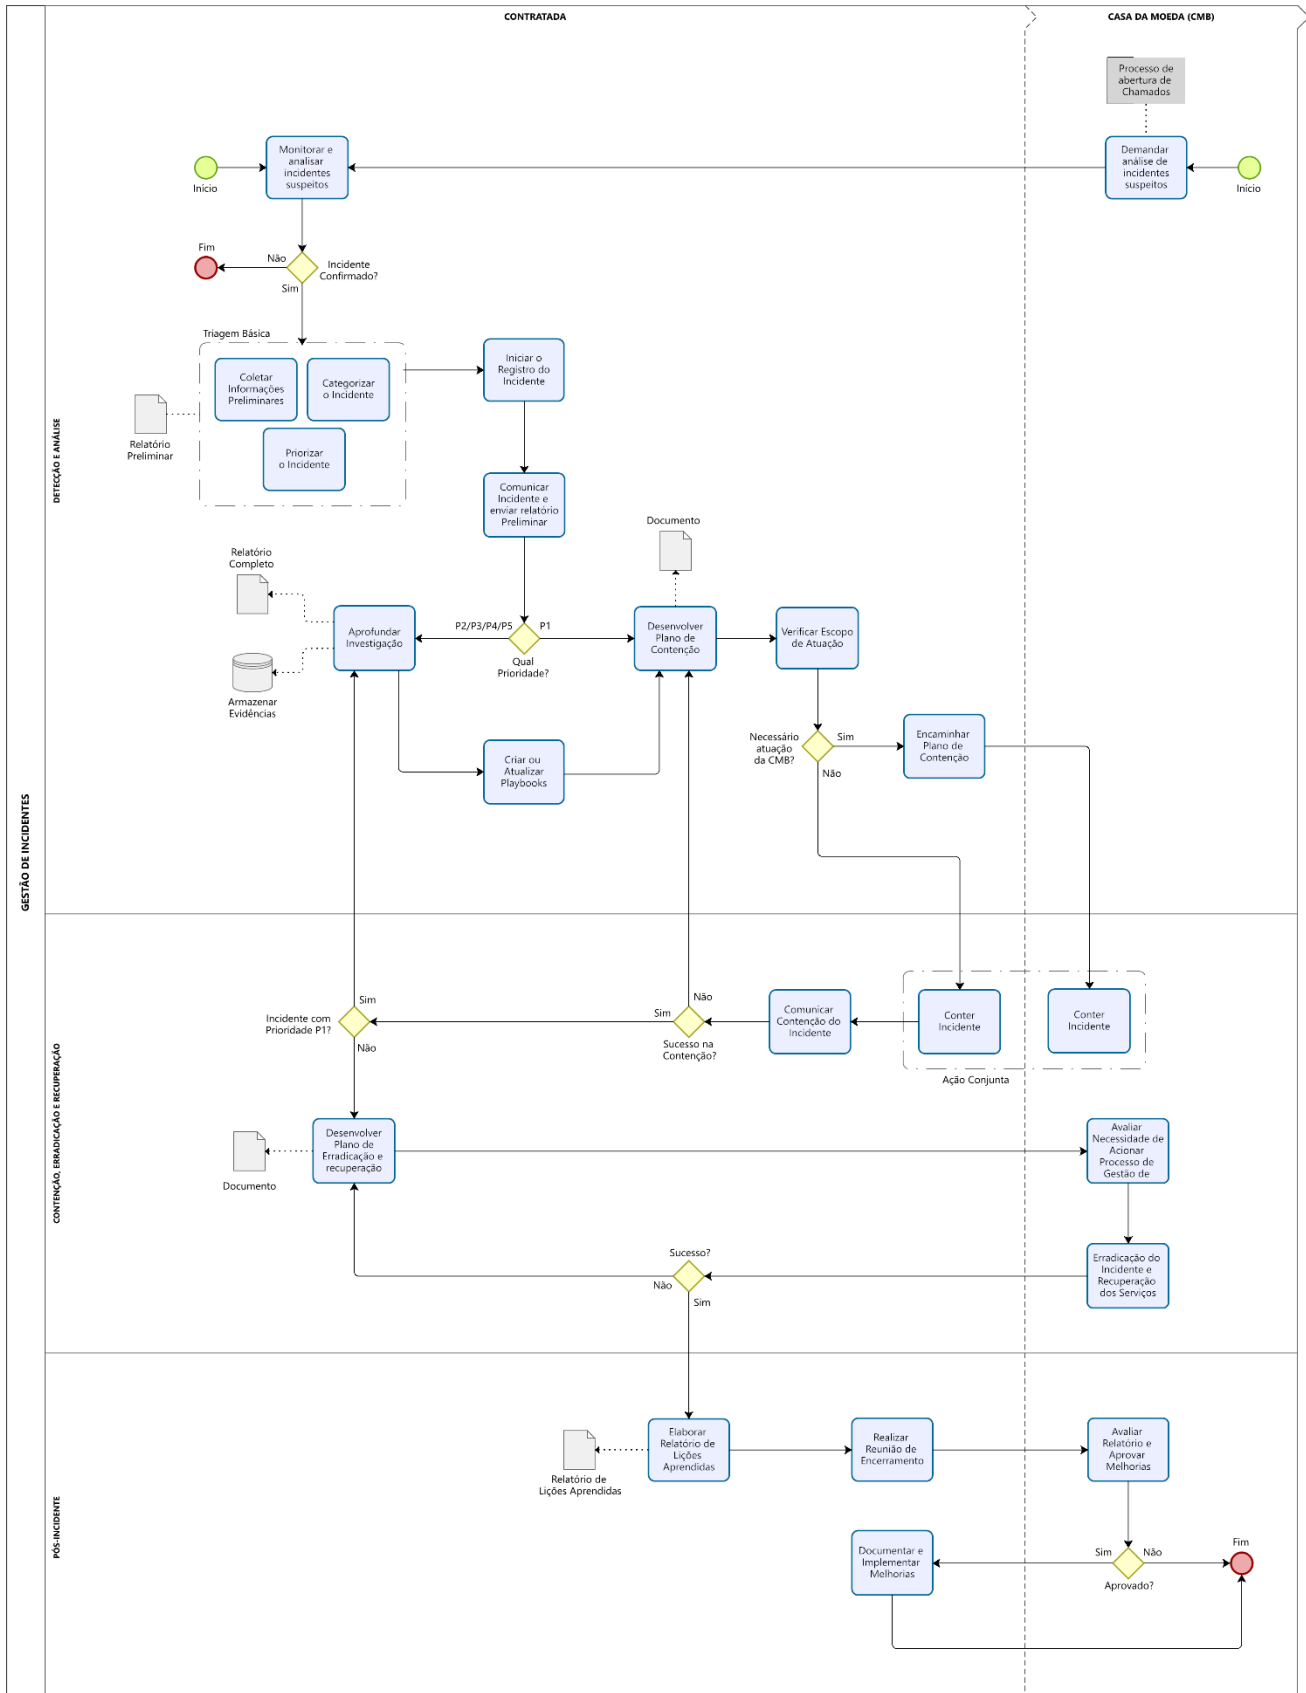 CONTRATADA
CASA DA MOEDA (CMB)
GESTÃO DE INCIDENTES
DETECÇÃO E ANÁLISE
Processo de
abertura de
Chamados
Início
Monitorar e
analisar
incidentes
suspeitos
Demandar
análise de
incidentes
suspeitos
Início
Fim
Não
Incidente
Confirmado?
Sim
Triagem Básica
Coletar
Informações
Preliminares
Categorizar
o Incidente
Priorizar
o Incidente
Relatório
Preliminar
Iniciar o
Registro do
Incidente
Comunicar
Incidente e
enviar relatório
Preliminar
Documento
Relatório
Completo
Aprofundar
Investigação
P2/P3/P4/P5
P1
Qual
Prioridade?
Desenvolver
Plano de
Contenção
Verificar Escopo
de Atuação
Armazenar
Evidências
Criar ou
Atualizar
Playbooks
Necessário
atuação
da CMB?
Sim
Não
Encaminhar
Plano de
Contenção
CONTENÇÃO, ERRADICAÇÃO E RECUPERAÇÃO
Sim
Incidente com
Prioridade P1?
Não
Não
Sim
Sucesso na
Contenção?
Comunicar
Contenção do
Incidente
Conter
Incidente
Conter
Incidente
Ação Conjunta
Desenvolver
Plano de
Erradicação e
recuperação
Documento
Avaliar
Necessidade de
Acionar
Processo de
Gestão de
Sucesso?
Não
Sim
Erradicação do
Incidente e
Recuperação
dos Serviços
PÓS-INCIDENTE
Elaborar
Relatório de
Lições
Aprendidas
Relatório de
Lições Aprendidas
Realizar
Reunião de
Encerramento
Avaliar
Relatório e
Aprovar
Melhorias
Documentar e
Implementar
Melhorias
Sim
Não
Aprovado?
Fim